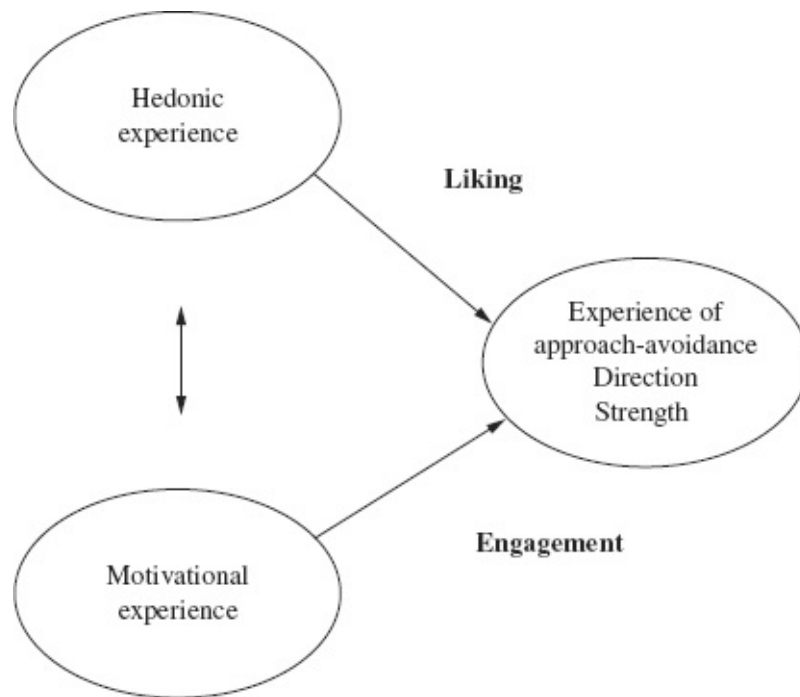 Hedonic
experience
Liking
Experience of
approach-avoidance
Direction
Strength
Engagement
Motivational
experience